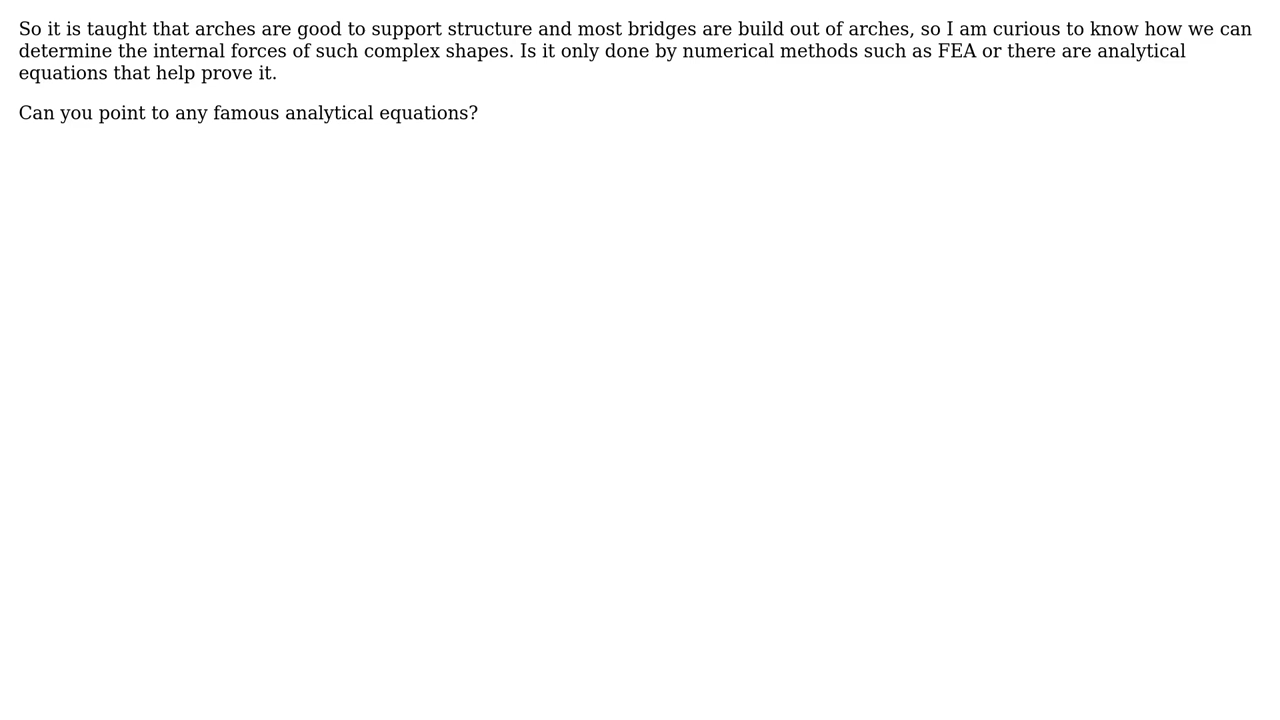 So it is taught that arches are good to support structure and most bridges are build out of arches, so I am curious to know how we can
determine the internal forces of such complex shapes. Is it only done by numerical methods such as FEA or there are analytical
equations that help prove it.
Can you point to any famous analytical equations?